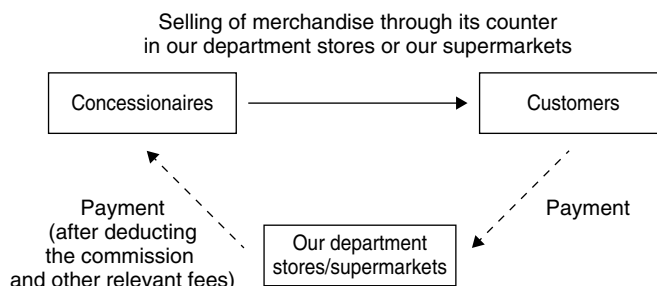 Selling of merchandise through its counter
in our department stores or our supermarkets
Concessionaires
Customers
Payment
(after deducting
the commission
and other relevant fees)
Our department
stores/supermarkets
Payment